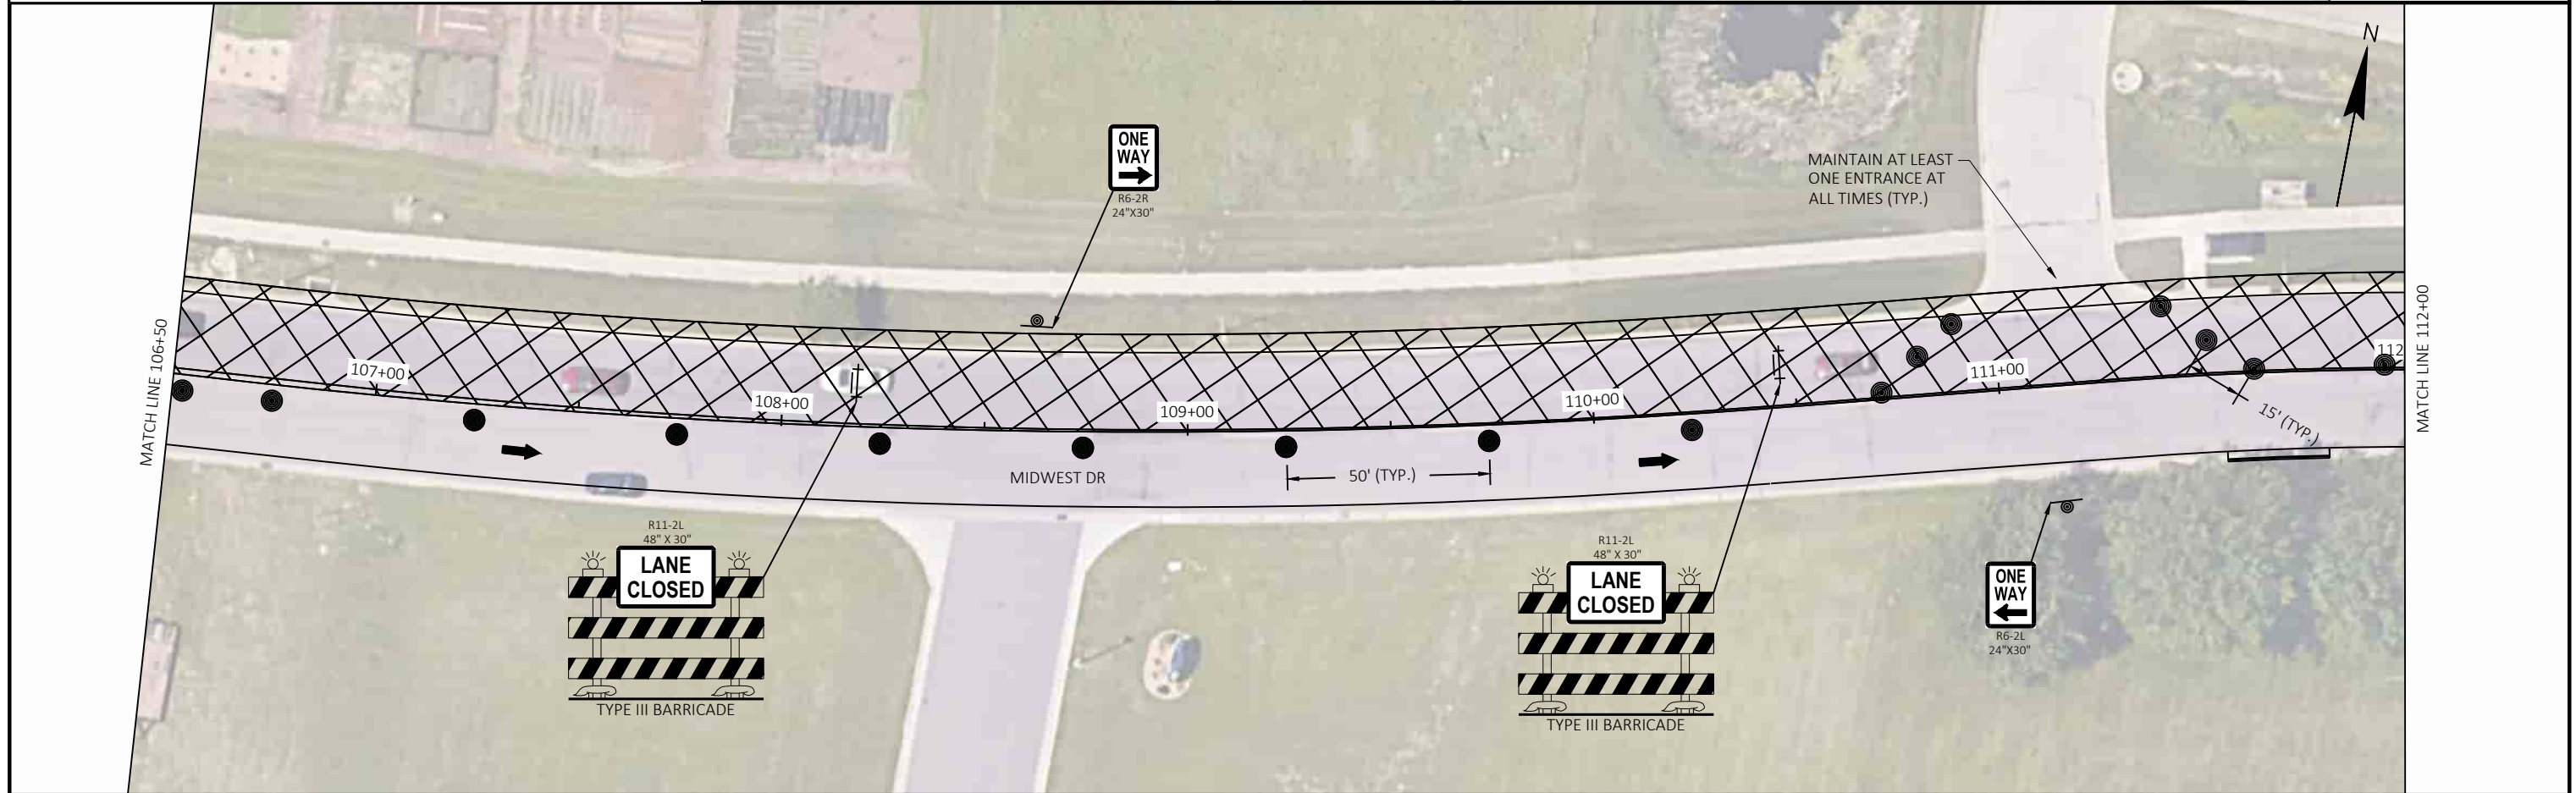 N
ONE
WAY
R6-2R
24"X30"
MAINTAIN AT LEAST
ONE ENTRANCE AT
ALL TIMES (TYP.)
MATCH LINE 106+50
107+00
108+00
109+00
110+00
111+00
112
MATCH LINE 112+00
15' (TYP.)
50' (TYP.)
MIDWEST DR
R11-2L
48" X 30"
LANE
CLOSED
TYPE III BARRICADE
R11-2L
48" X 30"
LANE
CLOSED
TYPE III BARRICADE
ONE
WAY
R6-2L
24"X30"